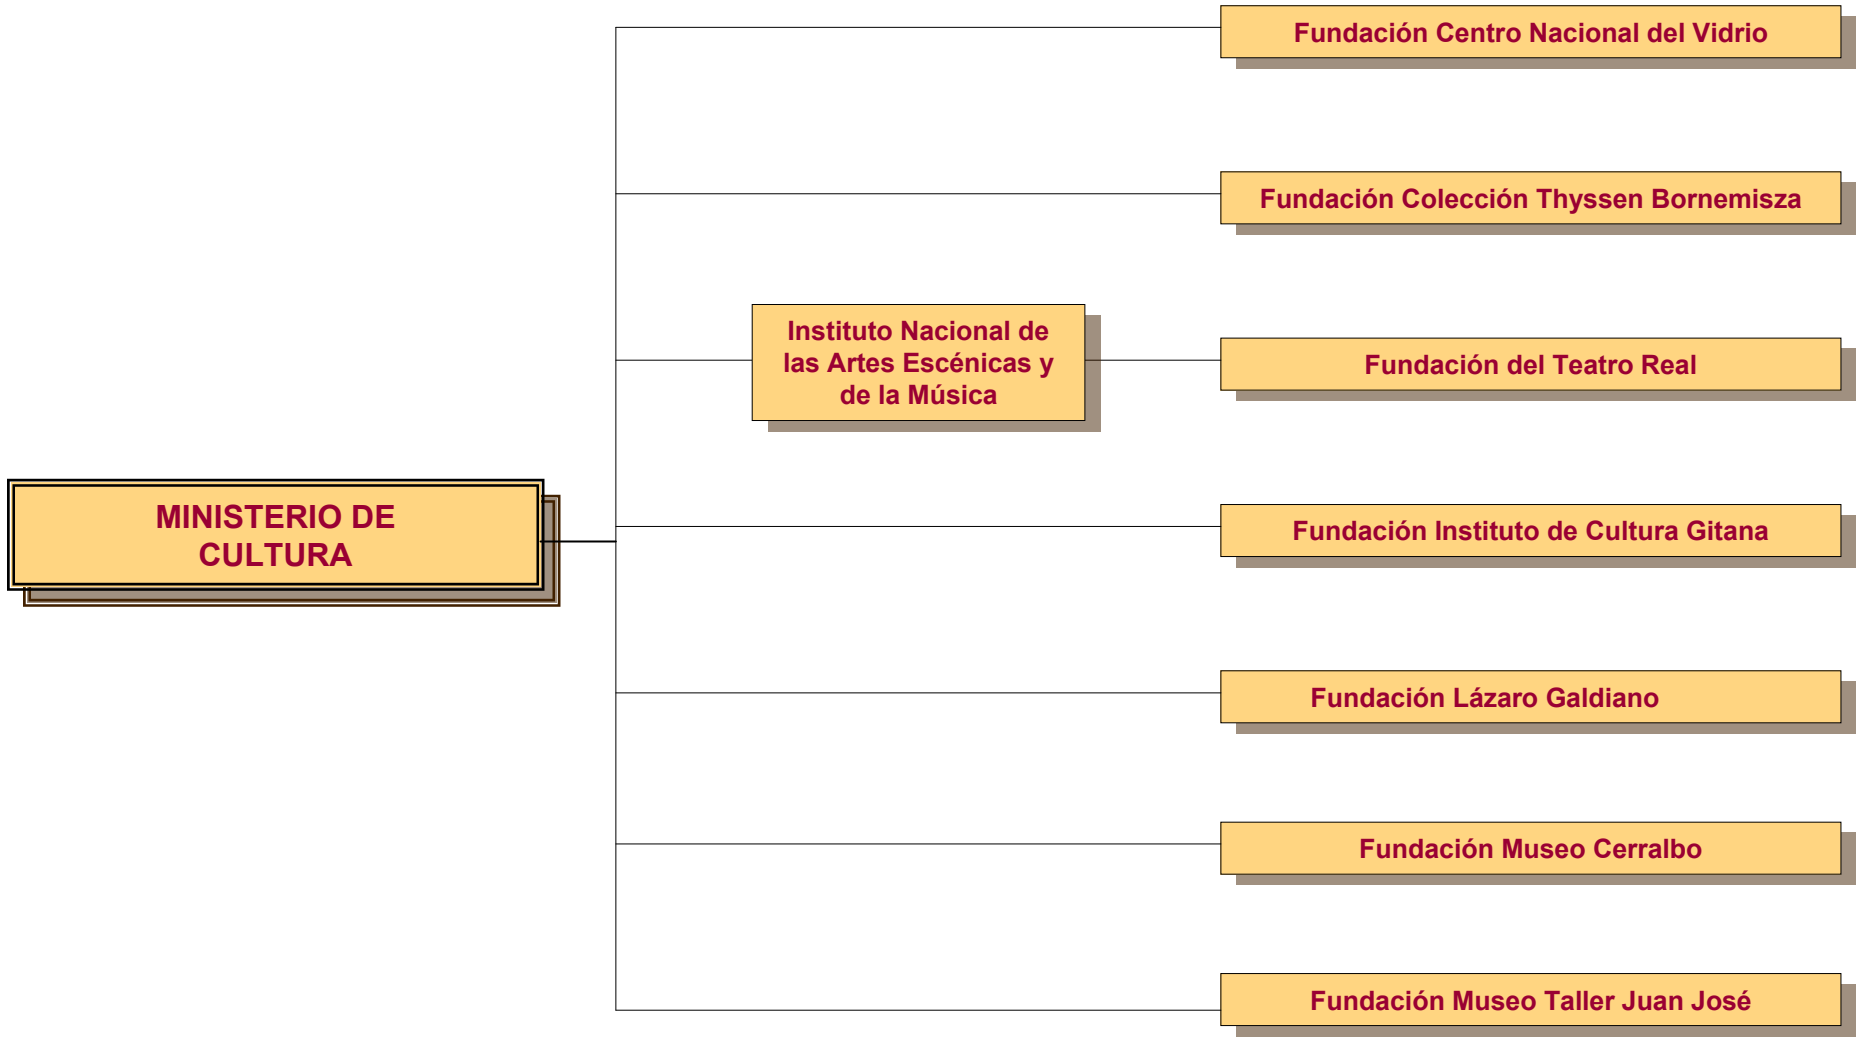 Fundación Centro Nacional del Vidrio
Fundación Colección Thyssen Bornemisza
Instituto Nacional de
las Artes Escénicas y
de la Música
Fundación del Teatro Real
MINISTERIO DE
CULTURA
Fundación Instituto de Cultura Gitana
Fundación Lázaro Galdiano
Fundación Museo Cerralbo
Fundación Museo Taller Juan José